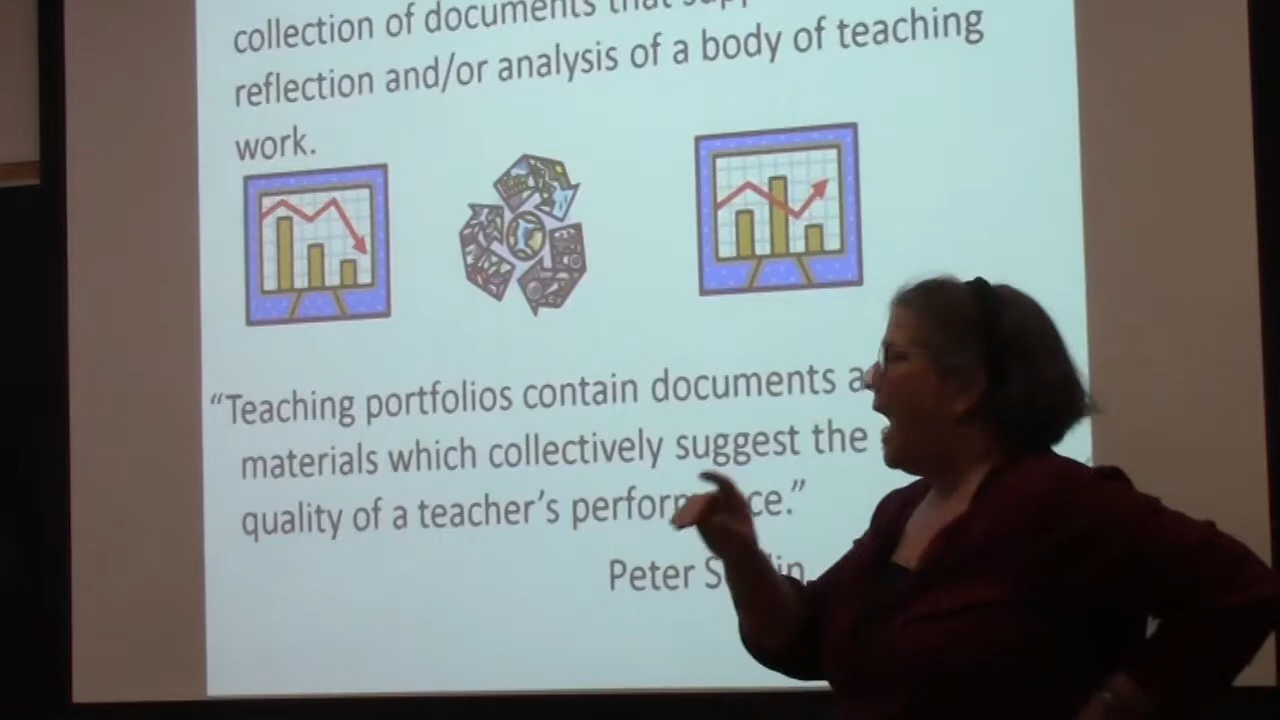 collection of documents that
reflection and/or analysis of a body of teaching
work.
“Teaching portfolios contain documents
materials which collectively suggest the
quality of a teacher’s
Peter